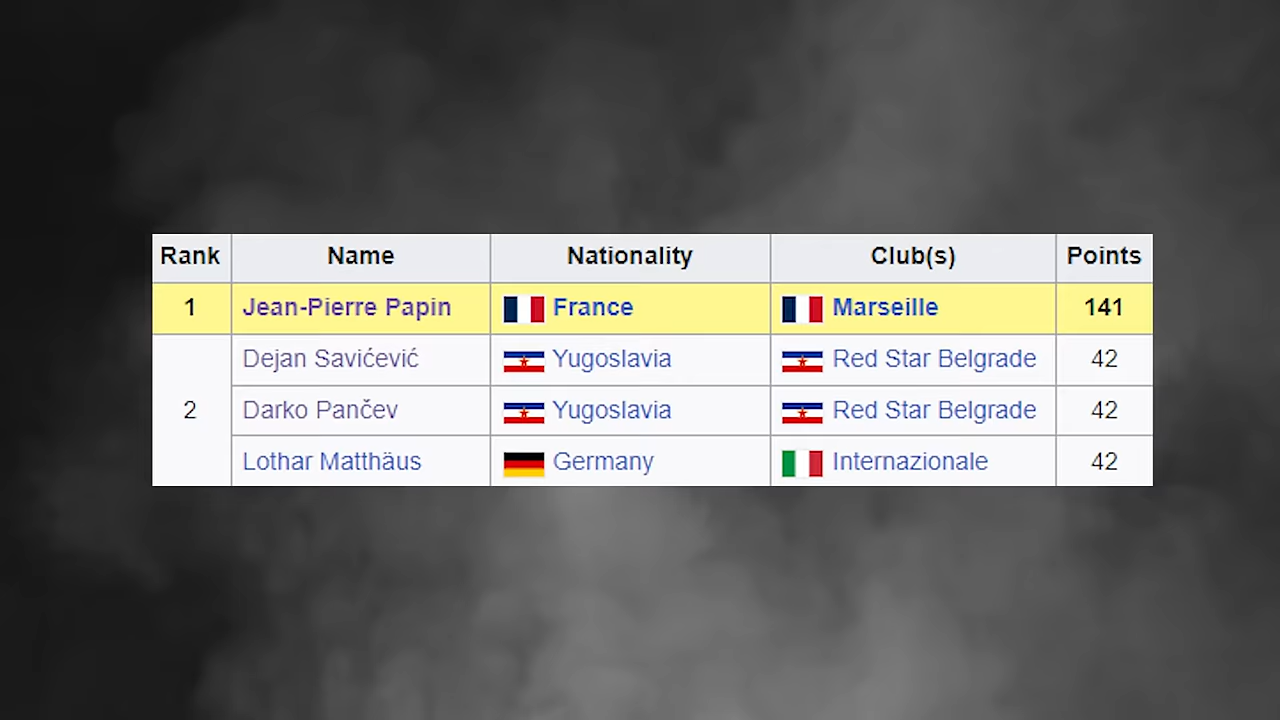 Rank Name Nationality Club(s) Points
1 Jean-Pierre Papin France Marseille 141
Dejan Savićević Yugoslavia Red Star Belgrade 42
2 Darko Pančev Yugoslavia Red Star Belgrade 42
Lothar Matthäus Germany Internazionale 42